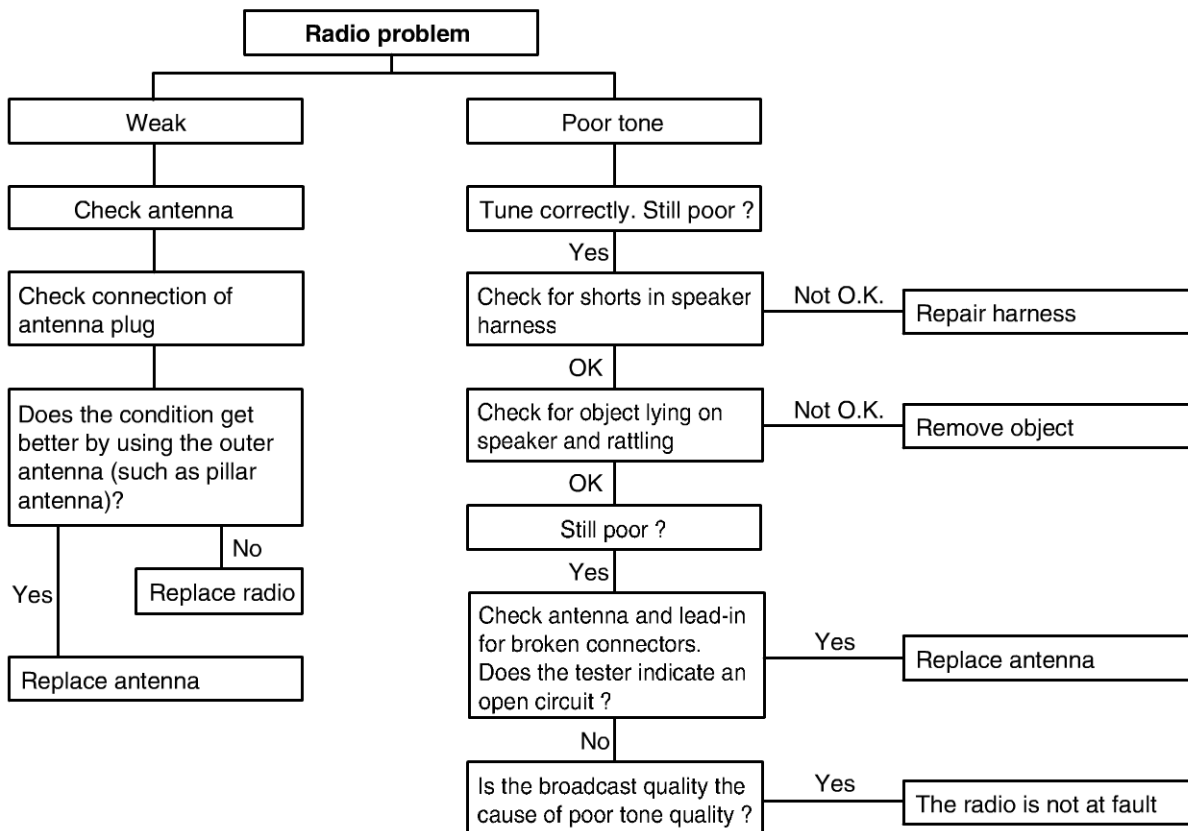 Radio problem
Weak
Poor tone
Check antenna
Tune correctly. Still poor ?
Yes
Check connection of
antenna plug
Check for shorts in speaker
harness
Not O.K.
Repair harness
OK
Does the condition get
better by using the outer
antenna (such as pillar
antenna)?
Check for object lying on
speaker and rattling
Not O.K.
Remove object
OK
Still poor ?
No
Replace radio
Yes
Yes
Replace antenna
Check antenna and lead-in
for broken connectors.
Does the tester indicate an
open circuit ?
Yes
Replace antenna
No
Is the broadcast quality the
cause of poor tone quality ?
Yes
The radio is not at fault